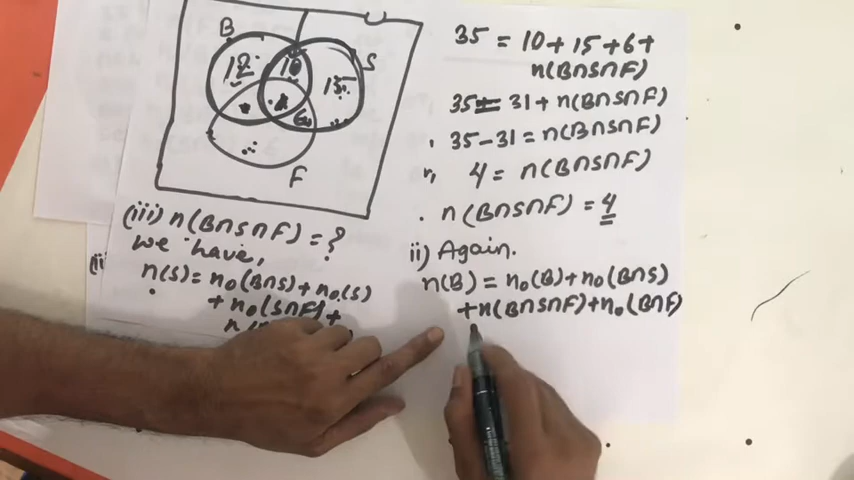 B
S
12
10
15
6
F
(iii) n(B∩S∩F) = ?
We have,
n(S) = n₀(B∩S) + n₀(S)
+ n₀(S∩F) +
35 = 10 + 15 + 6 +
n(B∩S∩F)
35 = 31 + n(B∩S∩F)
35 - 31 = n(B∩S∩F)
4 = n(B∩S∩F)
n(B∩S∩F) = 4
ii) Again.
n(B) = n₀(B) + n₀(B∩S)
+ n(B∩S∩F) + n₀(B∩F)